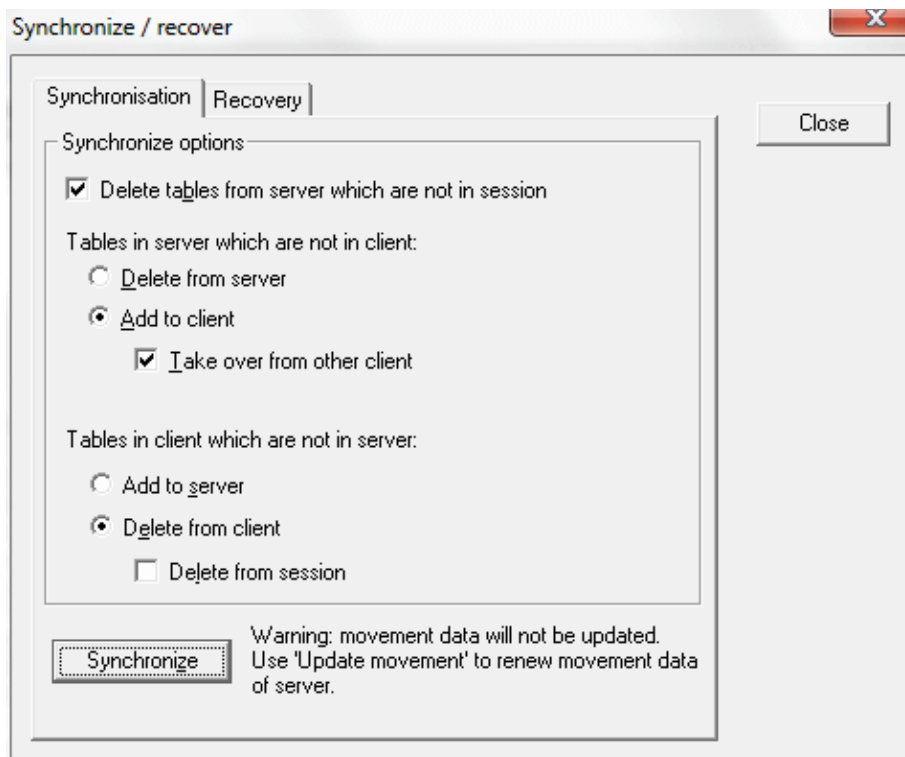 Synchronize / recover
Synchronisation
Recovery
Close
Synchronize options
Delete tables from server which are not in session
Tables in server which are not in client:
Delete from server
Add to client
Take over from other client
Tables in client which are not in server:
Add to server
Delete from client
Delete from session
Synchronize
Warning: movement data will not be updated.
Use 'Update movement' to renew movement data
of server.